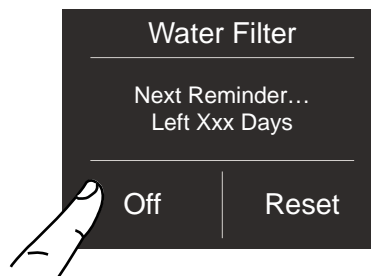 Water Filter
Next Reminder…
Left Xxx Days
Off
Reset